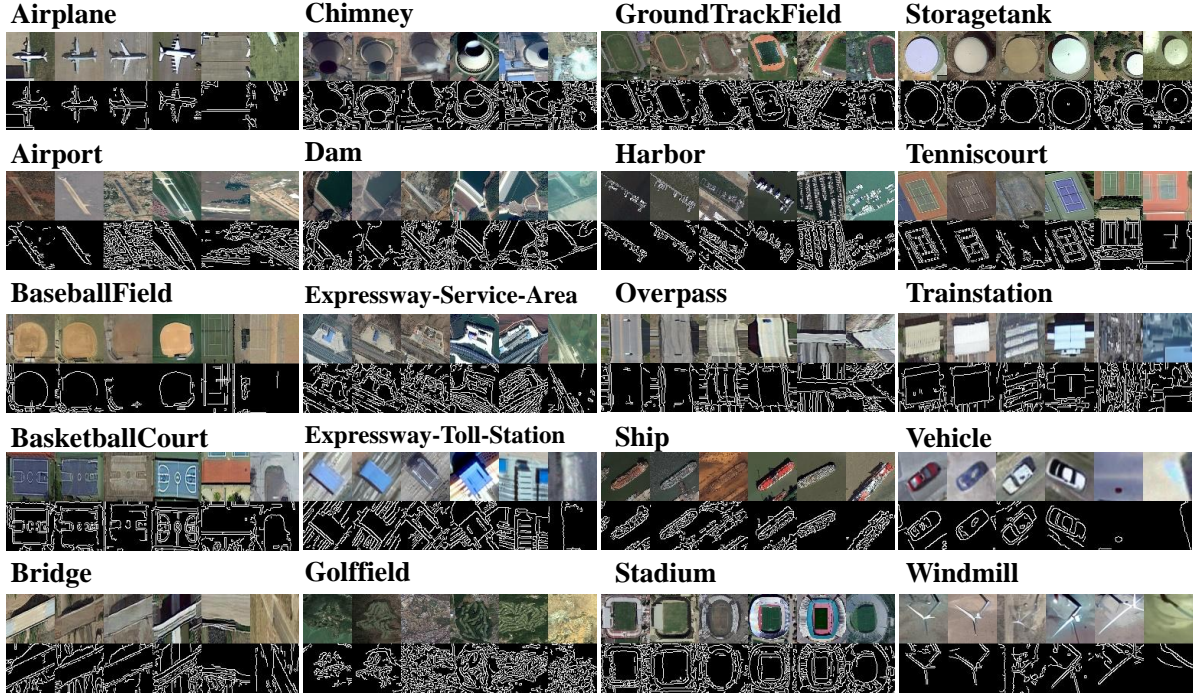 Airplane
Chimney
GroundTrackField
Storagetank
Airport
Dam
Harbor
Tenniscourt
BaseballField
Expressway-Service-Area
Overpass
Trainstation
BasketballCourt
Expressway-Toll-Station
Ship
Vehicle
Bridge
Golffield
Stadium
Windmill